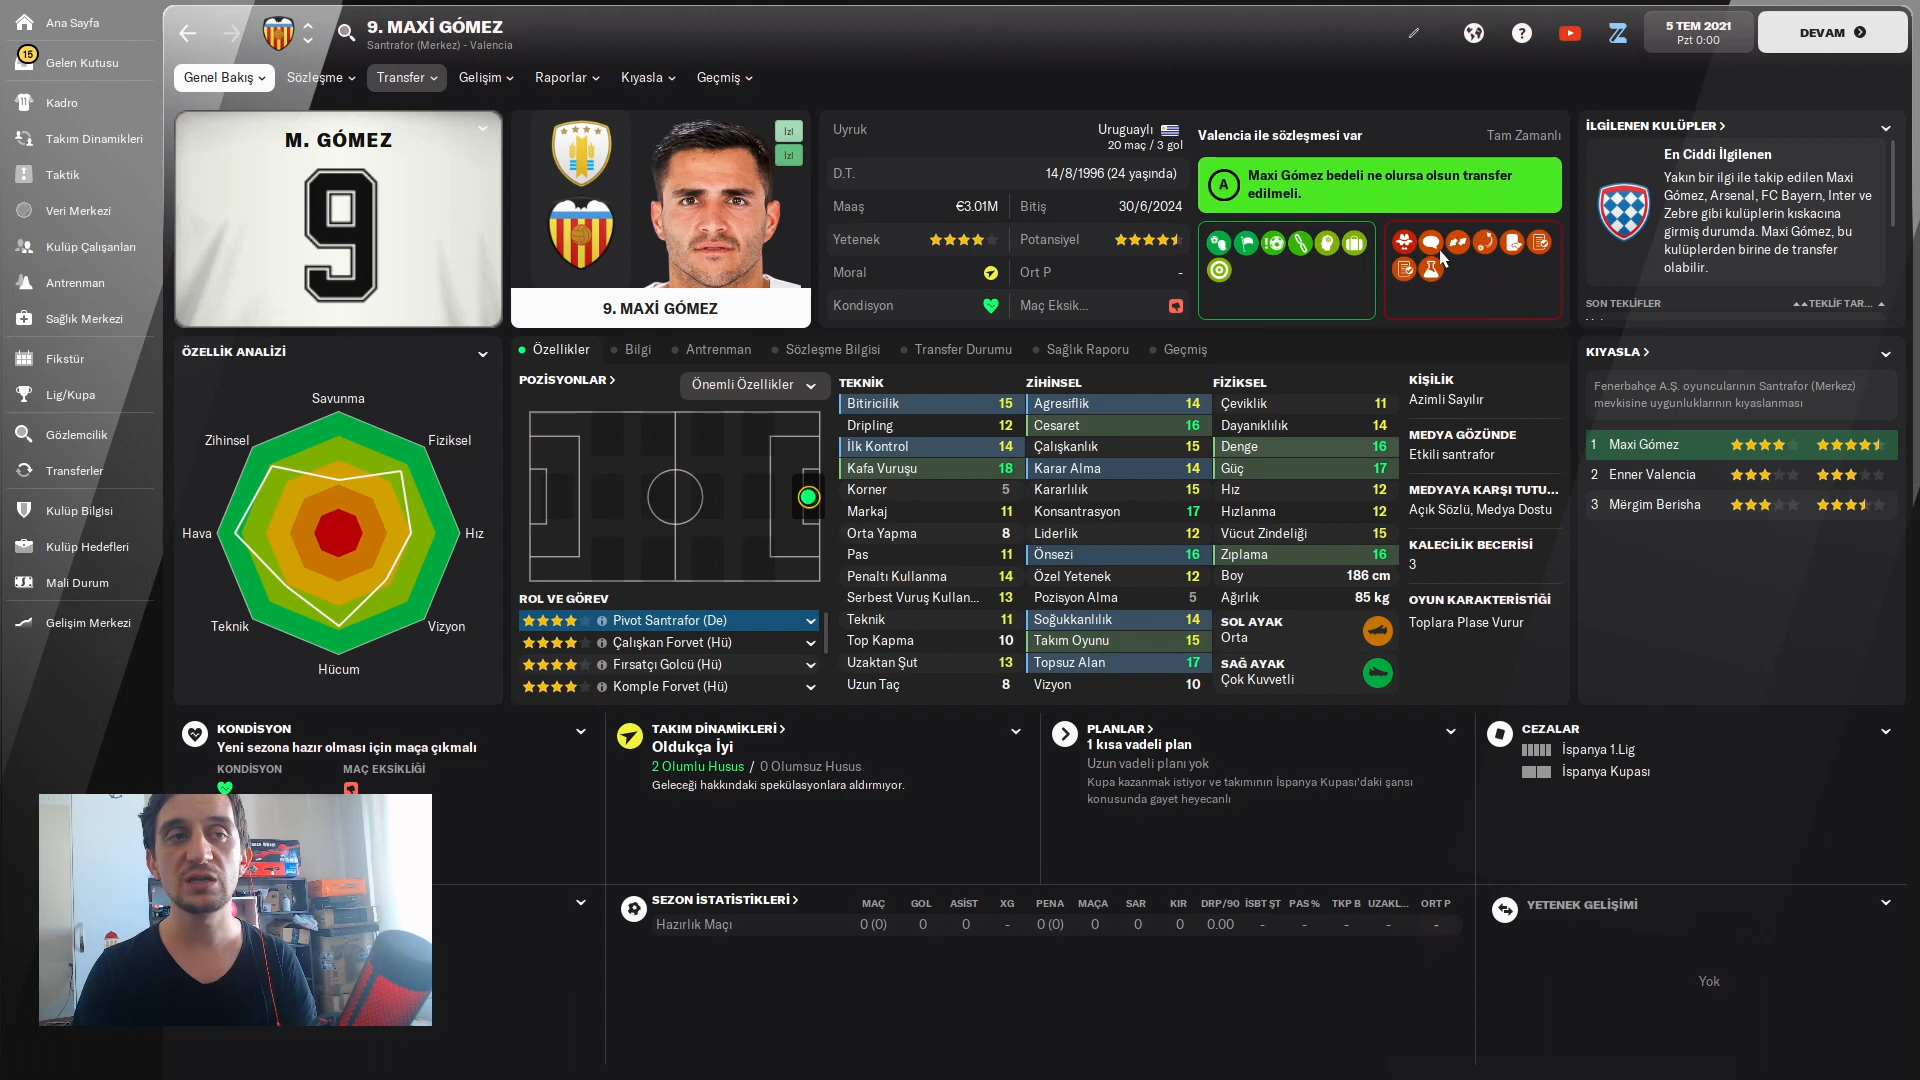 Ana Sayfa
15
Gelen Kutusu
Kadro
Takım Dinamikleri
Taktik
Veri Merkezi
Kulüp Çalışanları
Antrenman
Sağlık Merkezi
Fikstür
Lig/Kupa
Gözlemcilik
Transferler
Kulüp Bilgisi
Kulüp Hedefleri
Mali Durum
Gelişim Merkezi
9. MAXİ GÓMEZ
Santrafor (Merkez) - Valencia
5 TEM 2021
Pzt 0:00
DEVAM
Genel Bakış
Sözleşme
Transfer
Gelişim
Raporlar
Kıyasla
Geçmiş
M. GÓMEZ
9
İzl
İzl
9. MAXİ GÓMEZ
Uyruk
Uruguaylı
20 maç / 3 gol
D.T.
14/8/1996 (24 yaşında)
Maaş
€3.01M
Bitiş
30/6/2024
Yetenek
Potansiyel
Moral
Ort P
-
Kondisyon
Maç Eksik...
Valencia ile sözleşmesi var
Tam Zamanlı
A
Maxi Gómez bedeli ne olursa olsun transfer
edilmeli.
İLGİLENEN KULÜPLER >
En Ciddi İlgilenen
Yakın bir ilgi ile takip edilen Maxi
Gómez, Arsenal, FC Bayern, Inter ve
Zebre gibi kulüplerin kıskacına
girmiş durumda. Maxi Gómez, bu
kulüplerden birine de transfer
olabilir.
SON TEKLİFLER
TEKLİF TAR...
ÖZELLİK ANALİZİ
Savunma
Zihinsel
Fiziksel
Hava
Hız
Teknik
Vizyon
Hücum
Özellikler
Bilgi
Antrenman
Sözleşme Bilgisi
Transfer Durumu
Sağlık Raporu
Geçmiş
POZİSYONLAR >
Önemli Özellikler
ROL VE GÖREV
Pivot Santrafor (De)
Çalışkan Forvet (Hü)
Fırsatçı Golcü (Hü)
Komple Forvet (Hü)
TEKNİK
Bitiricilik 15
Dripling 12
İlk Kontrol 14
Kafa Vuruşu 18
Korner 5
Markaj 11
Orta Yapma 8
Pas 11
Penaltı Kullanma 14
Serbest Vuruş Kullan... 13
Teknik 11
Top Kapma 10
Uzaktan Şut 13
Uzun Taç 8
ZİHİNSEL
Agresiflik 14
Cesaret 16
Çalışkanlık 15
Karar Alma 14
Kararlılık 15
Konsantrasyon 17
Liderlik 12
Önsezi 16
Özel Yetenek 12
Pozisyon Alma 5
Soğukkanlılık 14
Takım Oyunu 15
Topsuz Alan 17
Vizyon 10
FİZİKSEL
Çeviklik 11
Dayanıklılık 14
Denge 16
Güç 17
Hız 12
Hızlanma 12
Vücut Zindeliği 15
Zıplama 16
Boy 186 cm
Ağırlık 85 kg
SOL AYAK
Orta
SAĞ AYAK
Çok Kuvvetli
KİŞİLİK
Azimli Sayılır
MEDYA GÖZÜNDE
Etkili santrafor
MEDYAYA KARŞI TUTU...
Açık Sözlü, Medya Dostu
KALECİLİK BECERİSİ
3
OYUN KARAKTERİSTİĞİ
Toplara Plase Vurur
KIYASLA >
Fenerbahçe A.Ş. oyuncularının Santrafor (Merkez)
mevkisine uygunluklarının kıyaslanması
1 Maxi Gómez
2 Enner Valencia
3 Mërgim Berisha
KONDİSYON
Yeni sezona hazır olması için maça çıkmalı
KONDİSYON
MAÇ EKSİKLİĞİ
TAKIM DİNAMİKLERİ >
Oldukça İyi
2 Olumlu Husus / 0 Olumsuz Husus
Geleceği hakkındaki spekülasyonlara aldırmıyor.
PLANLAR >
1 kısa vadeli plan
Uzun vadeli planı yok
Kupa kazanmak istiyor ve takımının İspanya Kupası'daki şansı
konusunda gayet heyecanlı
CEZALAR
İspanya 1.Lig
İspanya Kupası
SEZON İSTATİSTİKLERİ >
MAÇ GOL ASİST XG PENA MAÇA SAR KIR DRP/90 İSBT ŞT PAS % TKP B UZAKL... ORT P
Hazırlık Maçı 0 (0) 0 0 - 0 (0) 0 0 0 0.00 - - - - -
YETENEK GELİŞİMİ
Yok